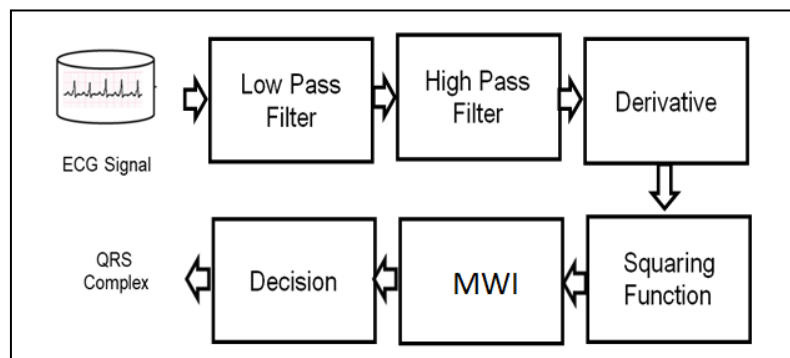 Low Pass
Filter
High Pass
Filter
Derivative
ECG Signal
Squaring
Function
MWI
Decision
QRS
Complex